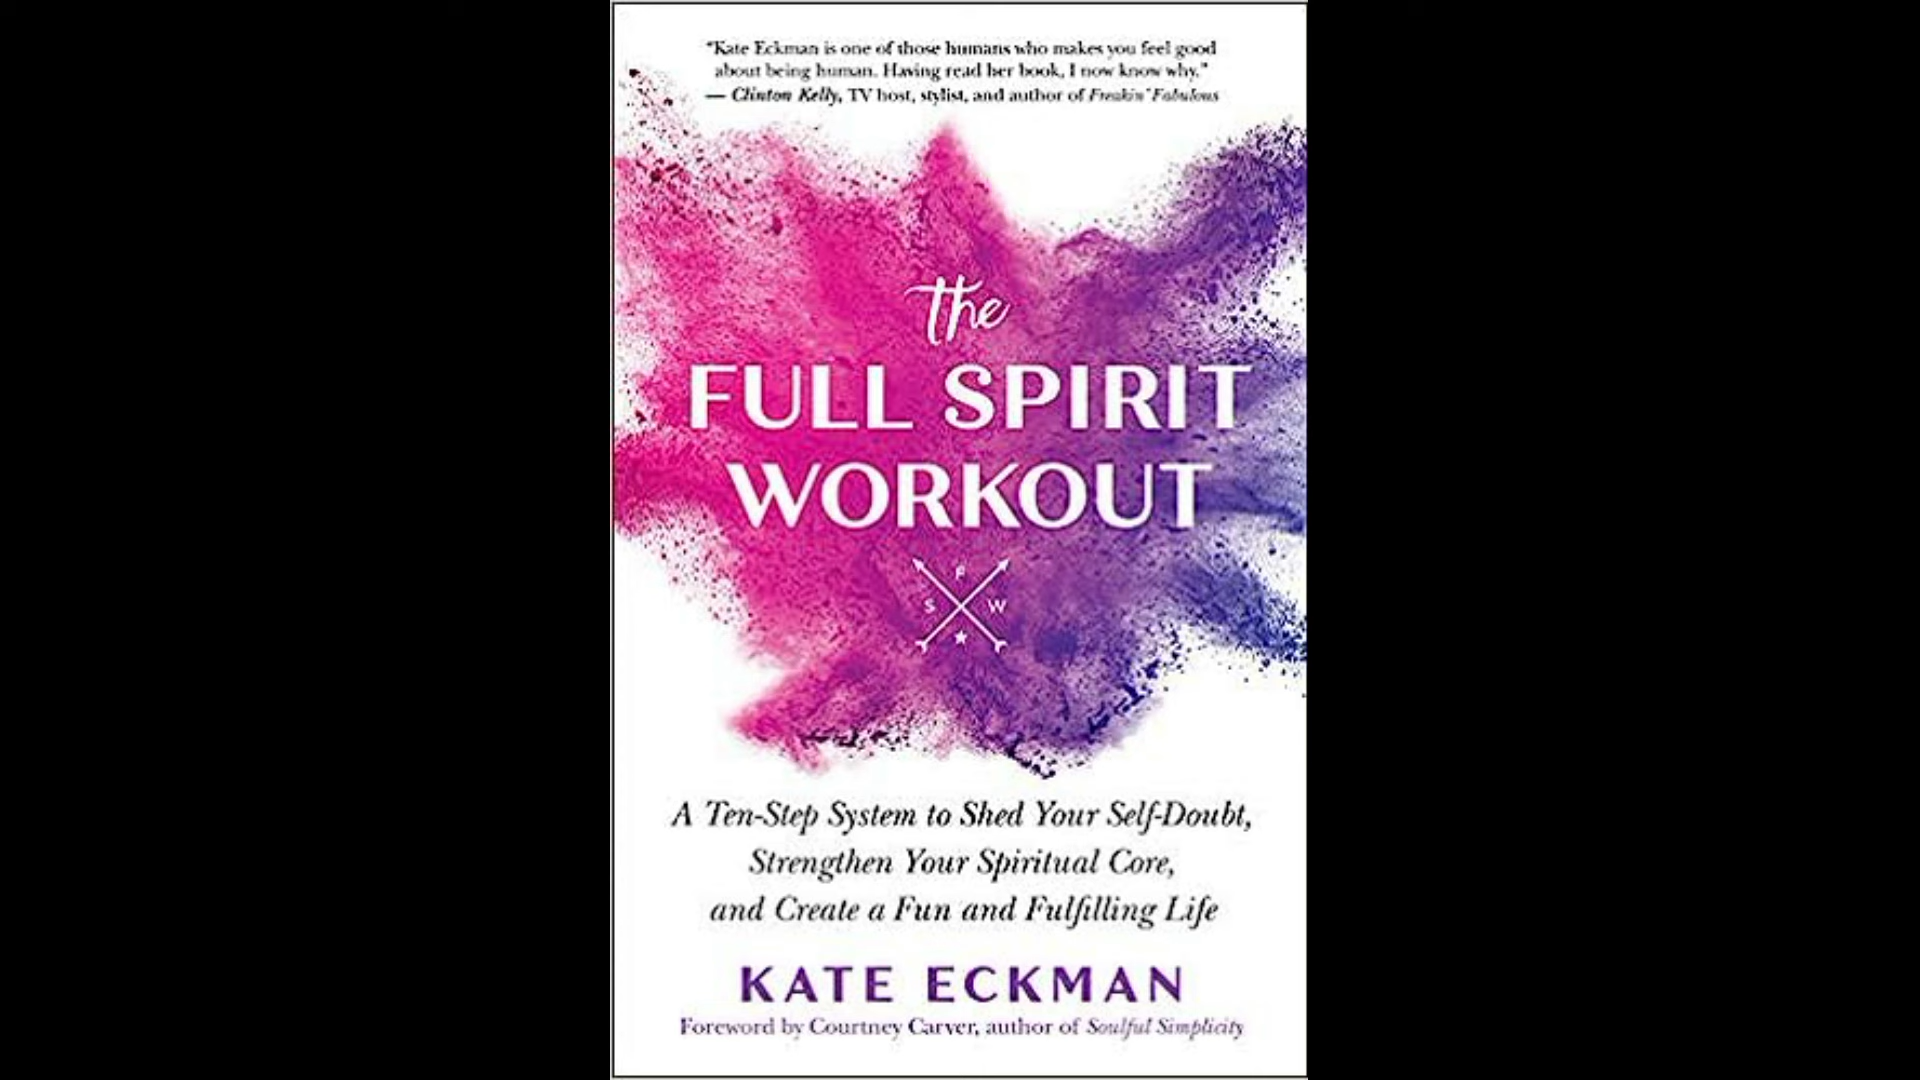 "Kate Eckman is one of those humans who makes you feel good
about being human. Having read her book, I now know why."
— Clinton Kelly, TV host, stylist, and author of Freakin' Fabulous
the
FULL SPIRIT
WORKOUT
F
S W
A Ten-Step System to Shed Your Self-Doubt,
Strengthen Your Spiritual Core,
and Create a Fun and Fulfilling Life
KATE ECKMAN
Foreword by Courtney Carver, author of Soulful Simplicity